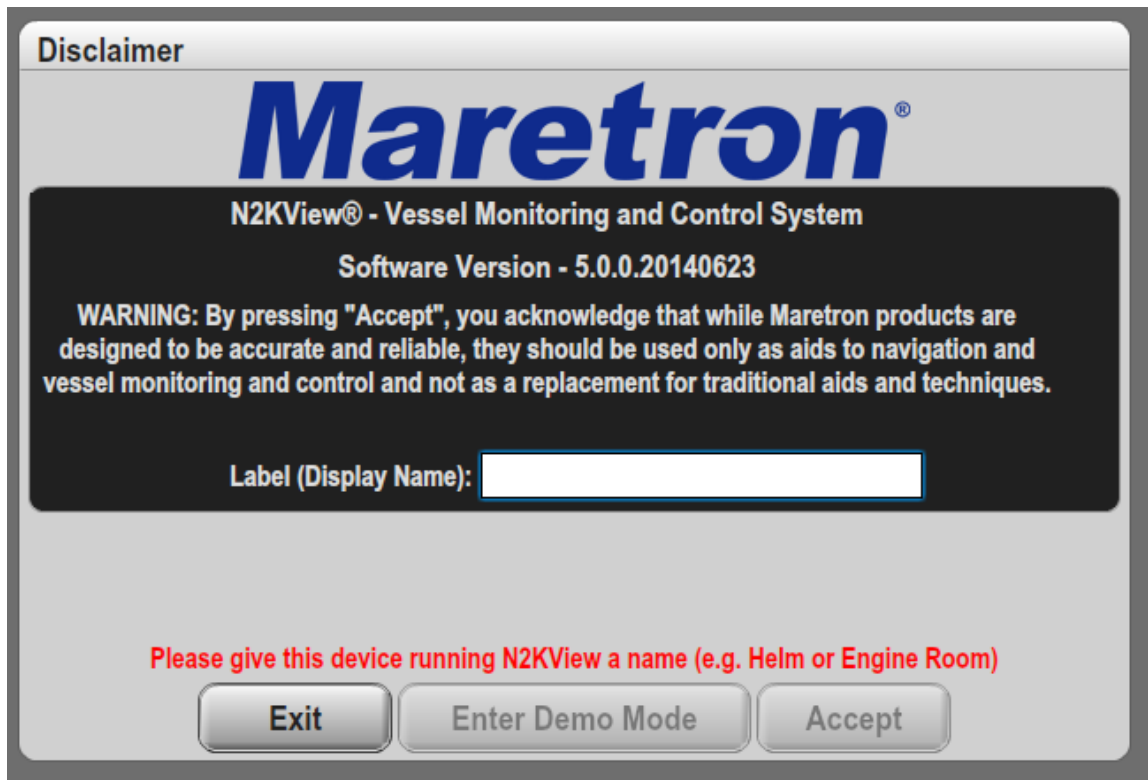 Disclaimer
Maretron®
N2KView® - Vessel Monitoring and Control System
Software Version - 5.0.0.20140623
WARNING: By pressing "Accept", you acknowledge that while Maretron products are
designed to be accurate and reliable, they should be used only as aids to navigation and
vessel monitoring and control and not as a replacement for traditional aids and techniques.
Label (Display Name):
Please give this device running N2KView a name (e.g. Helm or Engine Room)
Exit Enter Demo Mode Accept